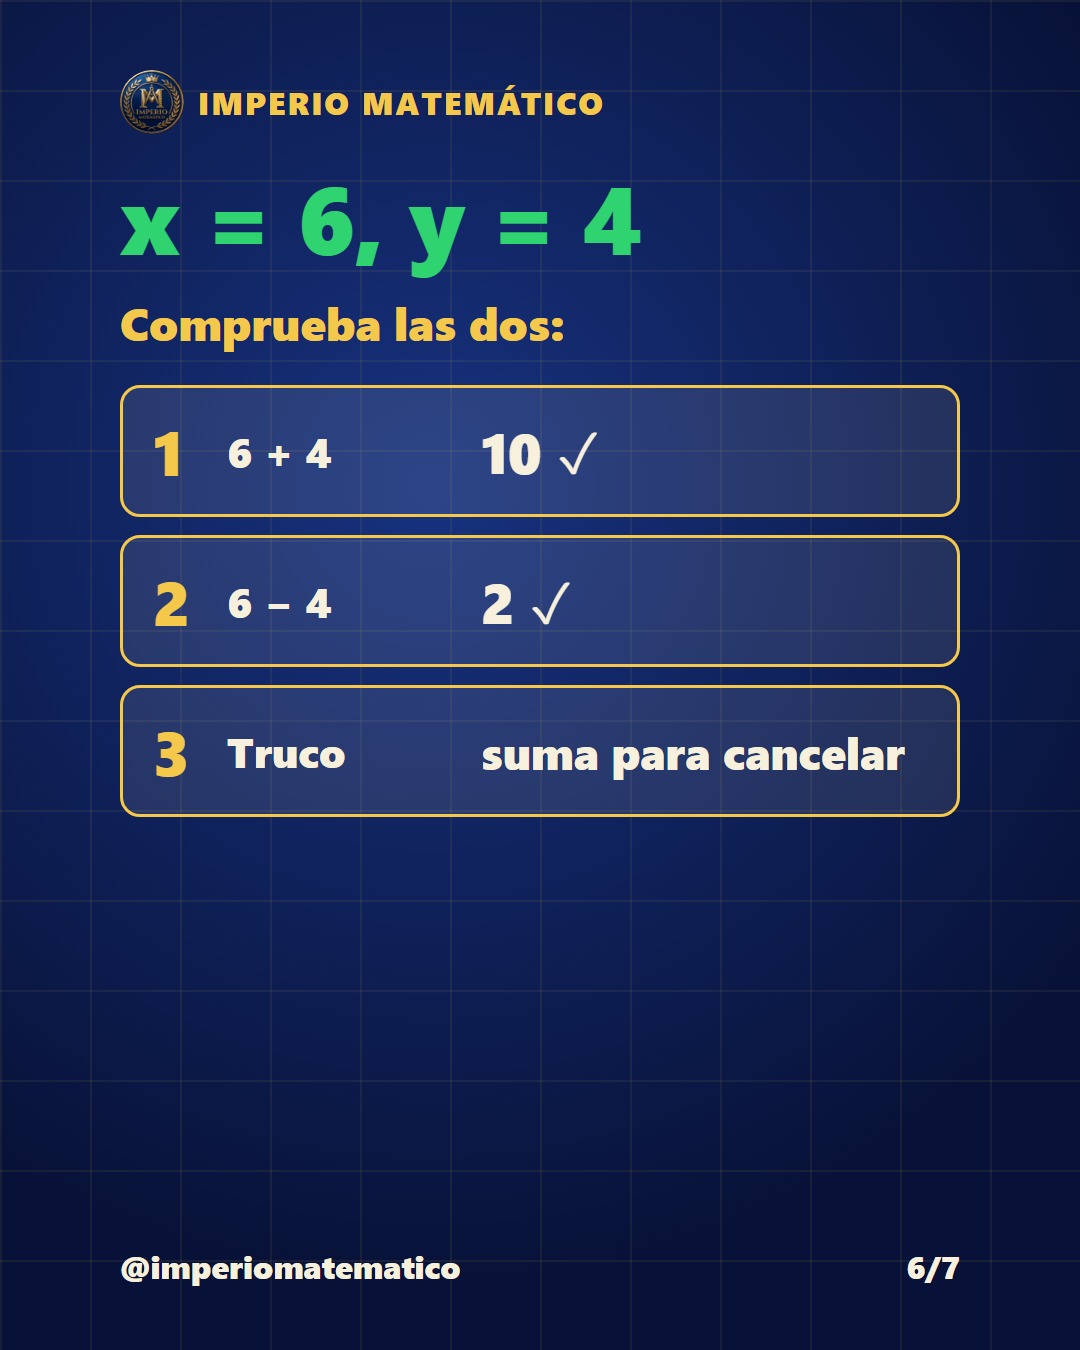 IMPERIO MATEMÁTICO
x = 6, y = 4
Comprueba las dos:
1 6 + 4 10 ✓
2 6 − 4 2 ✓
3 Truco suma para cancelar
@imperiomatematico 6/7